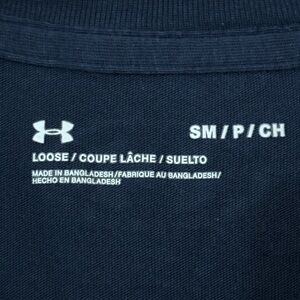 SM / P / CH
LOOSE / COUPE LÂCHE / SUELTO
MADE IN BANGLADESH/FABRIQUE AU BANGLADESH/
HECHO EN BANGLADESH